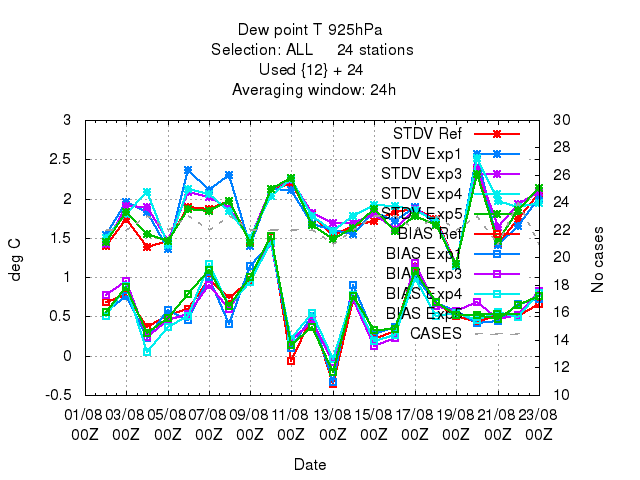 Dew point T 925hPa
Selection: ALL 24 stations
Used {12} + 24
Averaging window: 24h
3
2.5
2
1.5
1
0.5
0
-0.5
deg C
30
28
26
24
22
20
18
16
14
12
10
No cases
STDV Ref
STDV Exp1
STDV Exp3
STDV Exp4
STDV Exp5
BIAS Ref
BIAS Exp1
BIAS Exp3
BIAS Exp4
BIAS Exp5
CASES
01/08 03/08 05/08 07/08 09/08 11/08 13/08 15/08 17/08 19/08 21/08 23/08
00Z 00Z 00Z 00Z 00Z 00Z 00Z 00Z 00Z 00Z 00Z 00Z
Date